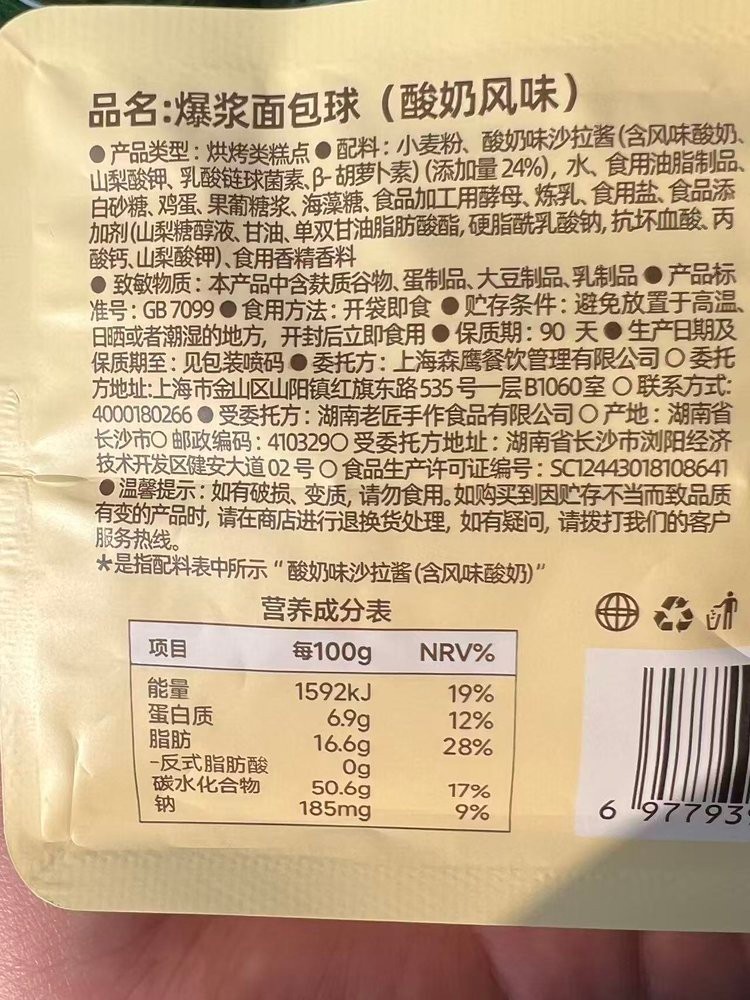 品名:爆浆面包球（酸奶风味）
●产品类型：烘烤类糕点●配料：小麦粉、酸奶味沙拉酱(含风味酸奶、
山梨酸钾、乳酸链球菌素、β-胡萝卜素)(添加量24%)，水、食用油脂制品、
白砂糖、鸡蛋、果葡糖浆、海藻糖、食品加工用酵母、炼乳、食用盐、食品添
加剂(山梨糖醇液、甘油、单双甘油脂肪酸酯,硬脂酰乳酸钠,抗坏血酸、丙
酸钙、山梨酸钾)、食用香精香料
●致敏物质：本产品中含麸质谷物、蛋制品、大豆制品、乳制品●产品标
准号：GB 7099●食用方法：开袋即食●贮存条件：避免放置于高温、
日晒或者潮湿的地方，开封后立即食用●保质期：90 天●生产日期及
保质期至：见包装喷码●委托方：上海森鹰餐饮管理有限公司○委托
方地址:上海市金山区山阳镇红旗东路535号一层B1060室○联系方式:
4000180266●受委托方：湖南老匠手作食品有限公司○产地：湖南省
长沙市○邮政编码：410329○受委托方地址：湖南省长沙市浏阳经济
技术开发区健安大道02号○食品生产许可证编号：SC12443018108641
●温馨提示：如有破损、变质,请勿食用。如购买到因贮存不当而致品质
有变的产品时,请在商店进行退换货处理,如有疑问,请拨打我们的客户
服务热线。
*是指配料表中所示“酸奶味沙拉酱(含风味酸奶)”
营养成分表
项目 每100g NRV%
能量 1592kJ 19%
蛋白质 6.9g 12%
脂肪 16.6g 28%
-反式脂肪酸 0g
碳水化合物 50.6g 17%
钠 185mg 9%
6 977939